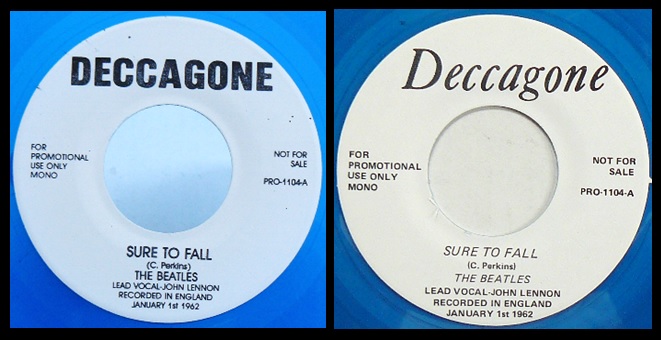 DECCAGONE
FOR
PROMOTIONAL
USE ONLY
MONO
NOT FOR
SALE
PRO-1104-A
SURE TO FALL
(C. Perkins)
THE BEATLES
LEAD VOCAL-JOHN LENNON
RECORDED IN ENGLAND
JANUARY 1st 1962
Deccagone
FOR
PROMOTIONAL
USE ONLY
MONO
NOT FOR
SALE
PRO-1104-A
SURE TO FALL
(C. Perkins)
THE BEATLES
LEAD VOCAL-JOHN LENNON
RECORDED IN ENGLAND
JANUARY 1st 1962